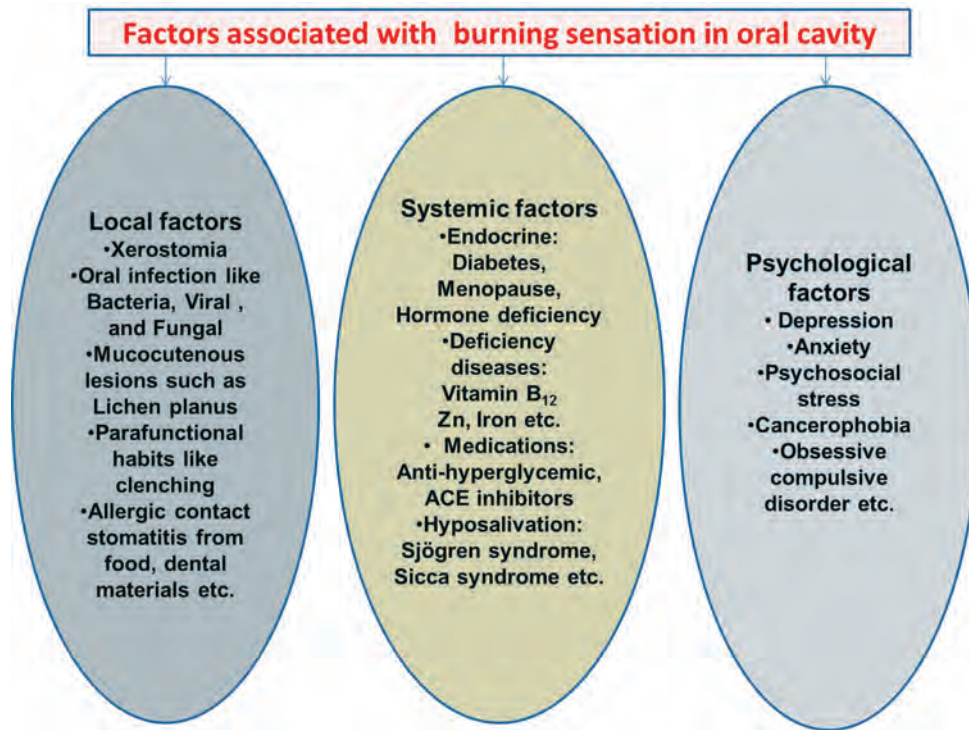 Factors associated with burning sensation in oral cavity
Local factors
•Xerostomia
•Oral infection like
Bacteria, Viral ,
and Fungal
•Mucocutenous
lesions such as
Lichen planus
•Parafunctional
habits like
clenching
•Allergic contact
stomatitis from
food, dental
materials etc.
Systemic factors
•Endocrine:
Diabetes,
Menopause,
Hormone deficiency
•Deficiency
diseases:
Vitamin B₁₂
Zn, Iron etc.
• Medications:
Anti-hyperglycemic,
ACE inhibitors
•Hyposalivation:
Sjögren syndrome,
Sicca syndrome etc.
Psychological
factors
• Depression
•Anxiety
•Psychosocial
stress
•Cancerophobia
•Obsessive
compulsive
disorder etc.